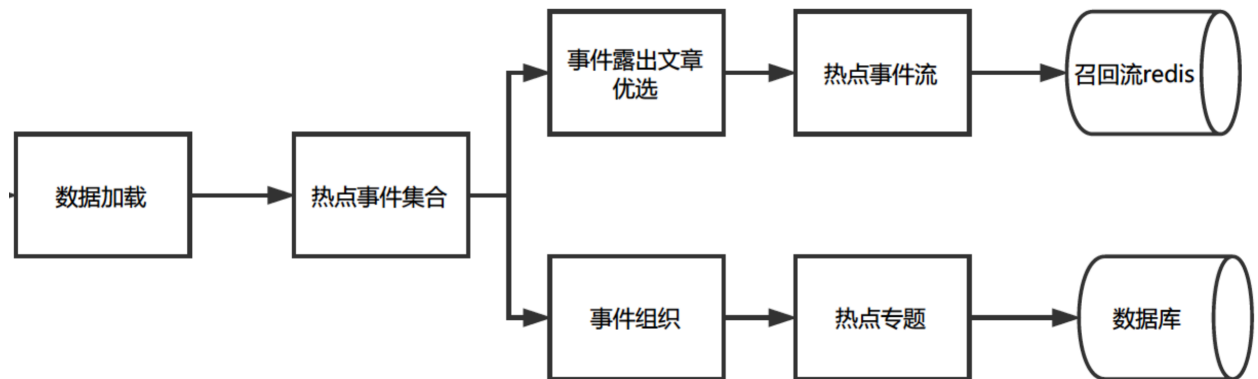 数据加载
热点事件集合
事件露出文章
优选
热点事件流
召回流redis
事件组织
热点专题
数据库